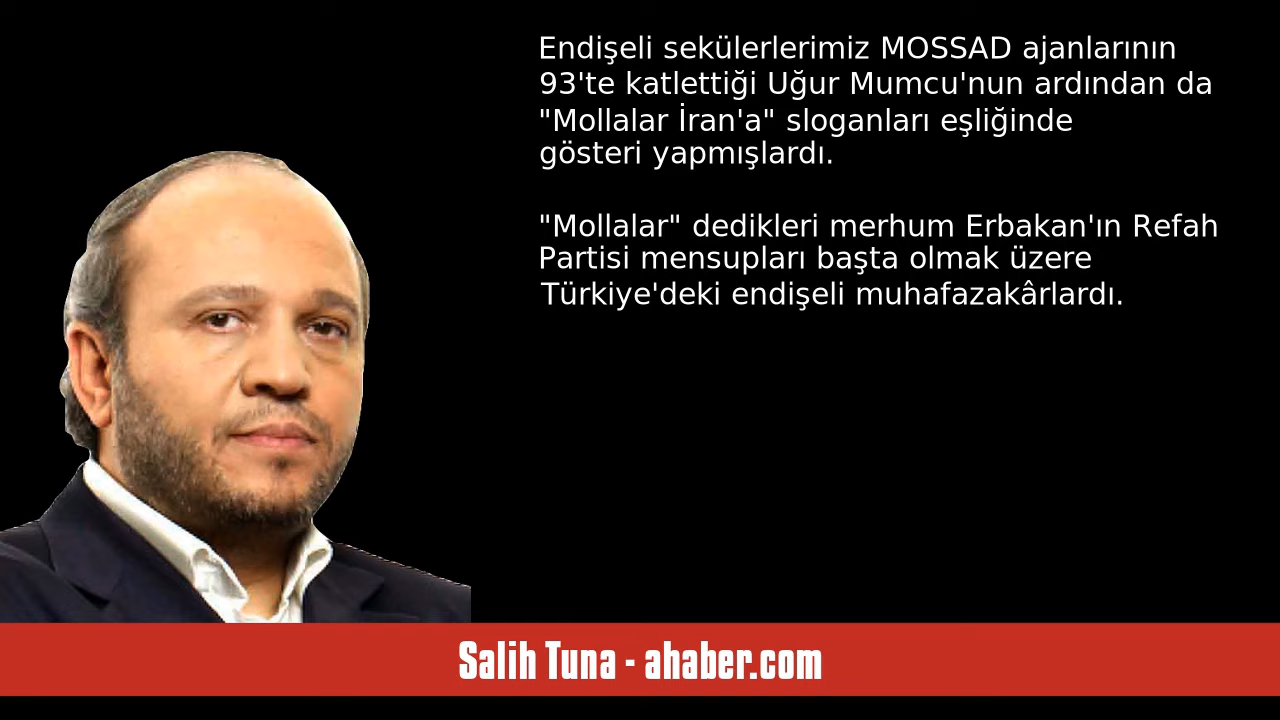 Endişeli sekülerlerimiz MOSSAD ajanlarının
93'te katlettiği Uğur Mumcu'nun ardından da
"Mollalar İran'a" sloganları eşliğinde
gösteri yapmışlardı.
"Mollalar" dedikleri merhum Erbakan'ın Refah
Partisi mensupları başta olmak üzere
Türkiye'deki endişeli muhafazakârlardı.
Salih Tuna - ahaber.com